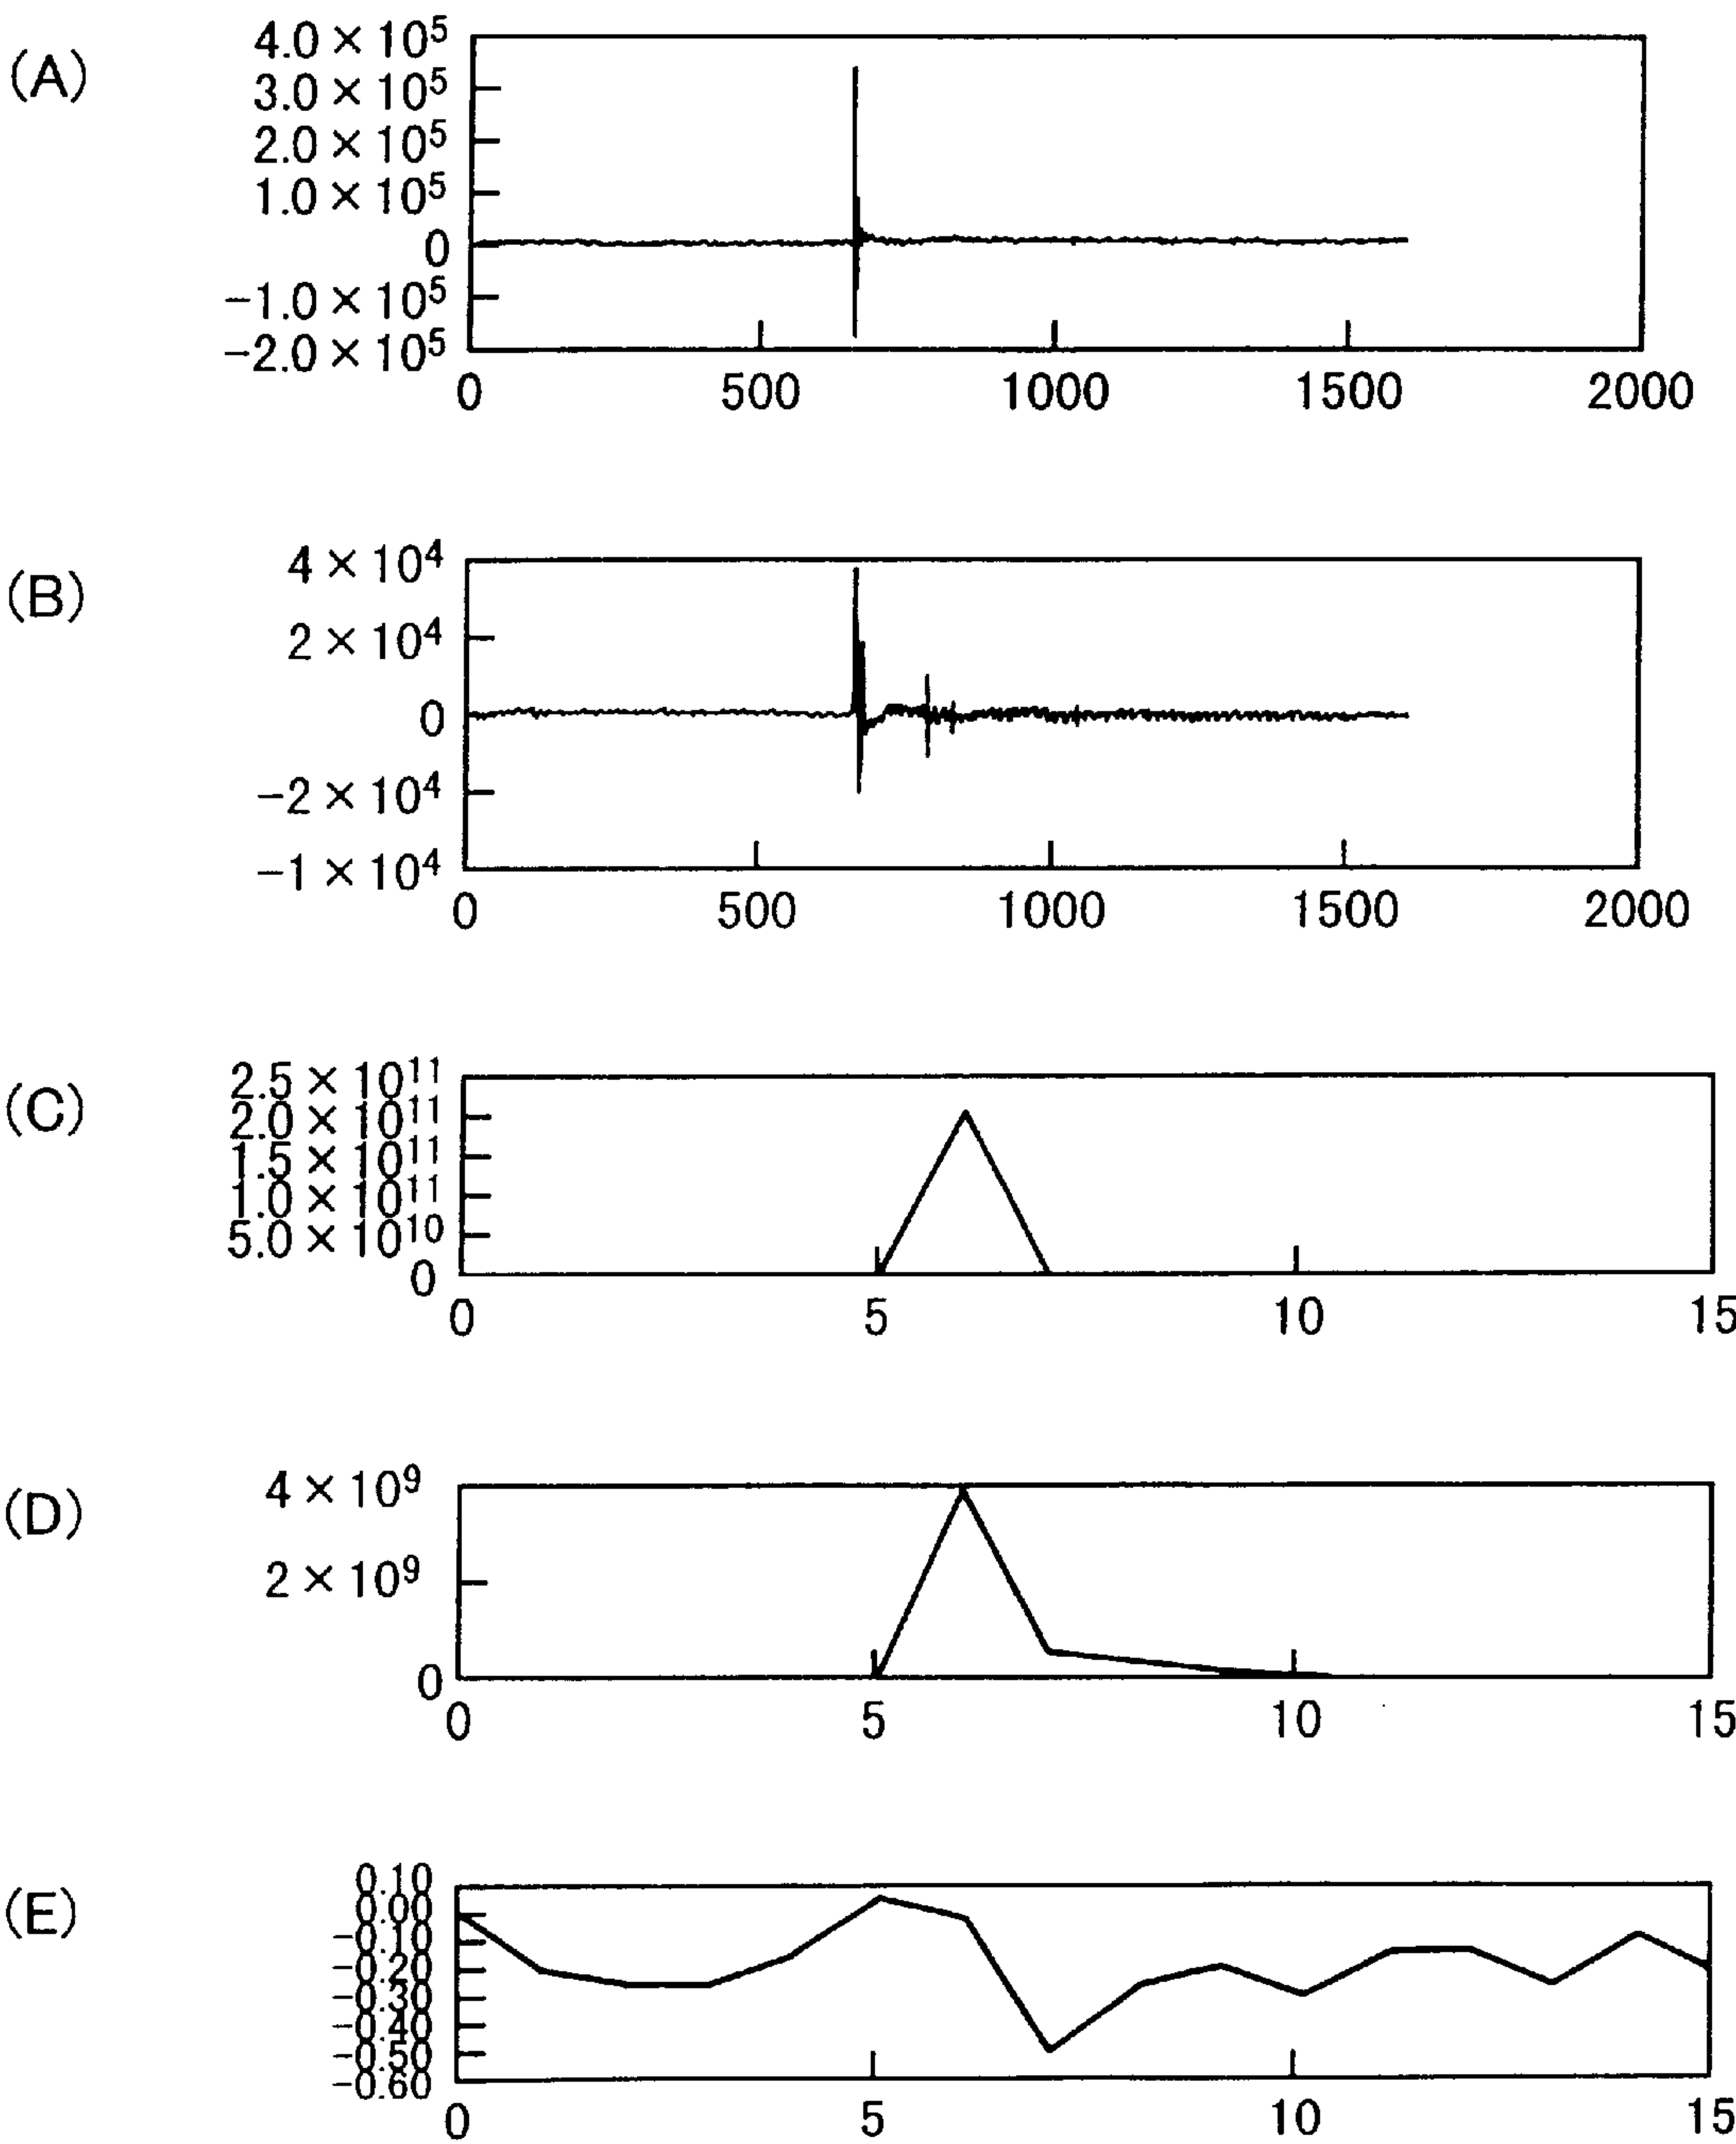 (A)
4.0 × 10⁵
3.0 × 10⁵
2.0 × 10⁵
1.0 × 10⁵
0
−1.0 × 10⁵
−2.0 × 10⁵
0 500 1000 1500 2000
(B)
4 × 10⁴
2 × 10⁴
0
−2 × 10⁴
−1 × 10⁴
0 500 1000 1500 2000
(C)
2.5 × 10¹¹
2.0 × 10¹¹
1.5 × 10¹¹
1.0 × 10¹¹
5.0 × 10¹⁰
0
0 5 10 15
(D)
4 × 10⁹
2 × 10⁹
0
0 5 10 15
(E)
0.10
0.00
−0.10
−0.20
−0.30
−0.40
−0.50
−0.60
0 5 10 15